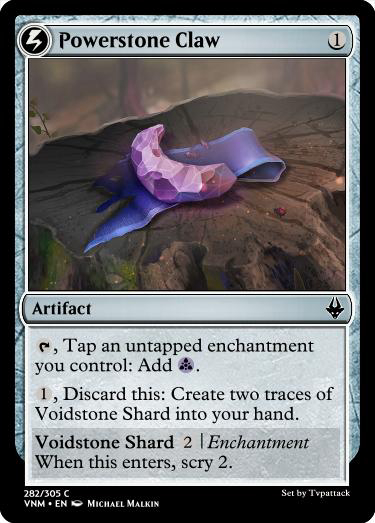 Powerstone Claw 1
Artifact
, Tap an untapped enchantment
you control: Add .
1, Discard this: Create two traces of
Voidstone Shard into your hand.
Voidstone Shard 2 | Enchantment
When this enters, scry 2.
282/305 C
Set by Tvpattack
VNM • EN Michael Malkin